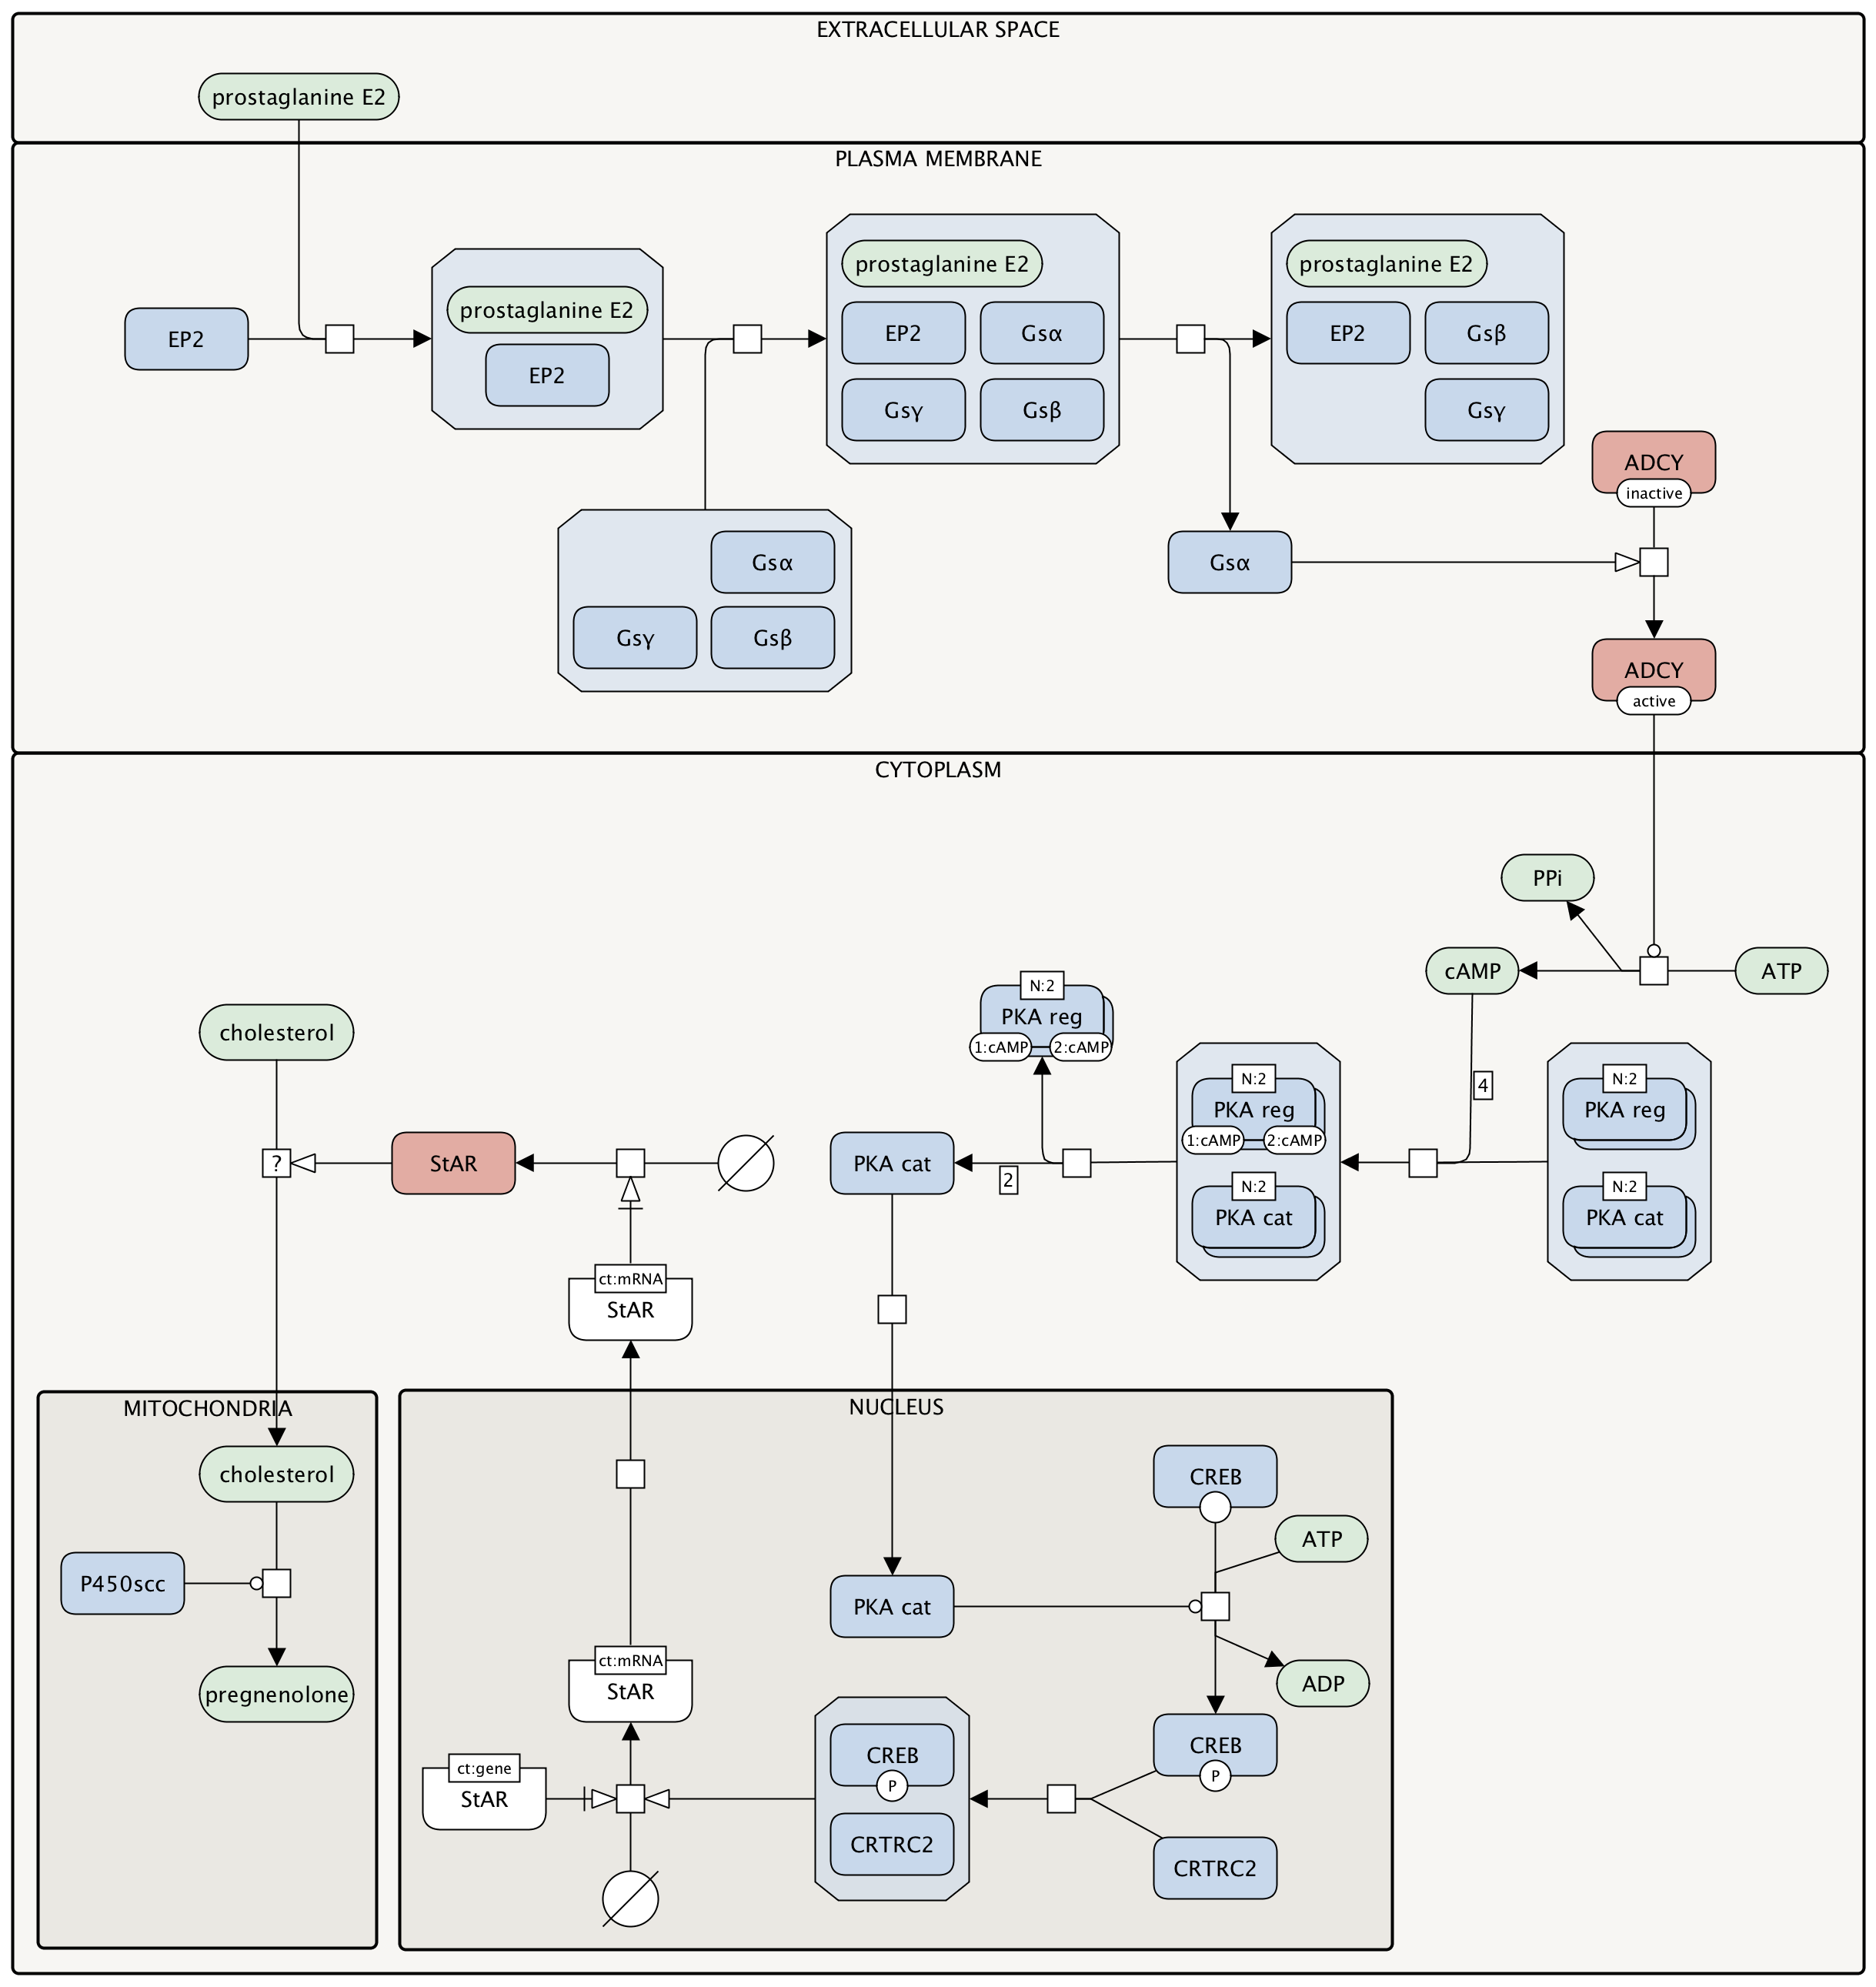 EXTRACELLULAR SPACE
prostaglanine E2
PLASMA MEMBRANE
EP2
prostaglanine E2
EP2
prostaglanine E2
EP2
Gsα
Gsγ
Gsβ
prostaglanine E2
EP2
Gsβ
Gsγ
Gsα
Gsγ
Gsβ
Gsα
ADCY
inactive
ADCY
active
CYTOPLASM
PPi
cAMP
ATP
4
N:2
PKA reg
N:2
PKA cat
N:2
PKA reg
1:cAMP
2:cAMP
N:2
PKA cat
N:2
PKA reg
1:cAMP
2:cAMP
2
PKA cat
cholesterol
?
StAR
ct:mRNA
StAR
MITOCHONDRIA
cholesterol
P450scc
pregnenolone
NUCLEUS
CREB
ATP
PKA cat
ADP
CREB
P
CRTRC2
CREB
P
CRTRC2
ct:mRNA
StAR
ct:gene
StAR